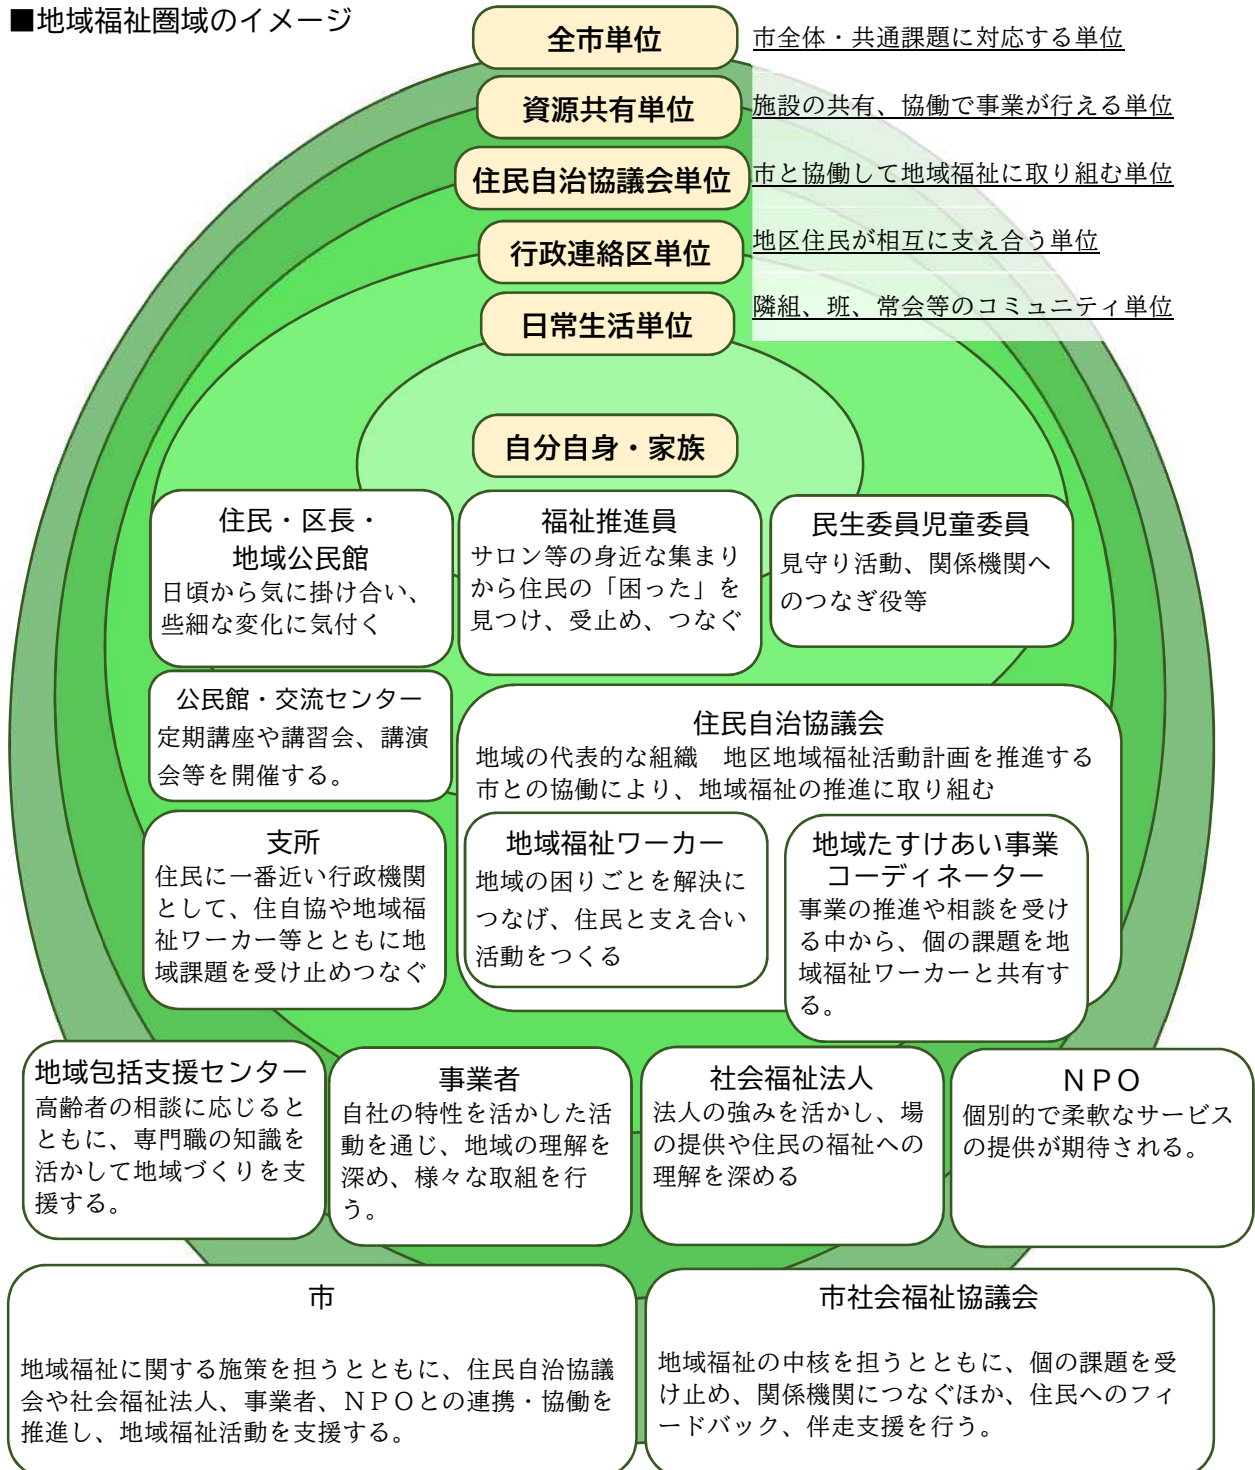 ■地域福祉圏域のイメージ
全市単位
市全体・共通課題に対応する単位
資源共有単位
施設の共有、協働で事業が行える単位
住民自治協議会単位
市と協働して地域福祉に取り組む単位
行政連絡区単位
地区住民が相互に支え合う単位
日常生活単位
隣組、班、常会等のコミュニティ単位
自分自身・家族
住民・区長・
地域公民館
日頃から気に掛け合い、
些細な変化に気付く
福祉推進員
サロン等の身近な集まり
から住民の「困った」を
見つけ、受止め、つなぐ
民生委員児童委員
見守り活動、関係機関へ
のつなぎ役等
公民館・交流センター
定期講座や講習会、講演
会等を開催する。
住民自治協議会
地域の代表的な組織　地区地域福祉活動計画を推進する
市との協働により、地域福祉の推進に取り組む
支所
住民に一番近い行政機関
として、住自協や地域福
祉ワーカー等とともに地
域課題を受け止めつなぐ
地域福祉ワーカー
地域の困りごとを解決に
つなげ、住民と支え合い
活動をつくる
地域たすけあい事業
コーディネーター
事業の推進や相談を受け
る中から、個の課題を地
域福祉ワーカーと共有す
る。
地域包括支援センター
高齢者の相談に応じると
ともに、専門職の知識を
活かして地域づくりを支
援する。
事業者
自社の特性を活かした活
動を通じ、地域の理解を
深め、様々な取組を行
う。
社会福祉法人
法人の強みを活かし、場
の提供や住民の福祉への
理解を深める
ＮＰＯ
個別的で柔軟なサービス
の提供が期待される。
市
地域福祉に関する施策を担うとともに、住民自治協議
会や社会福祉法人、事業者、ＮＰＯとの連携・協働を
推進し、地域福祉活動を支援する。
市社会福祉協議会
地域福祉の中核を担うとともに、個の課題を受
け止め、関係機関につなぐほか、住民へのフィ
ードバック、伴走支援を行う。